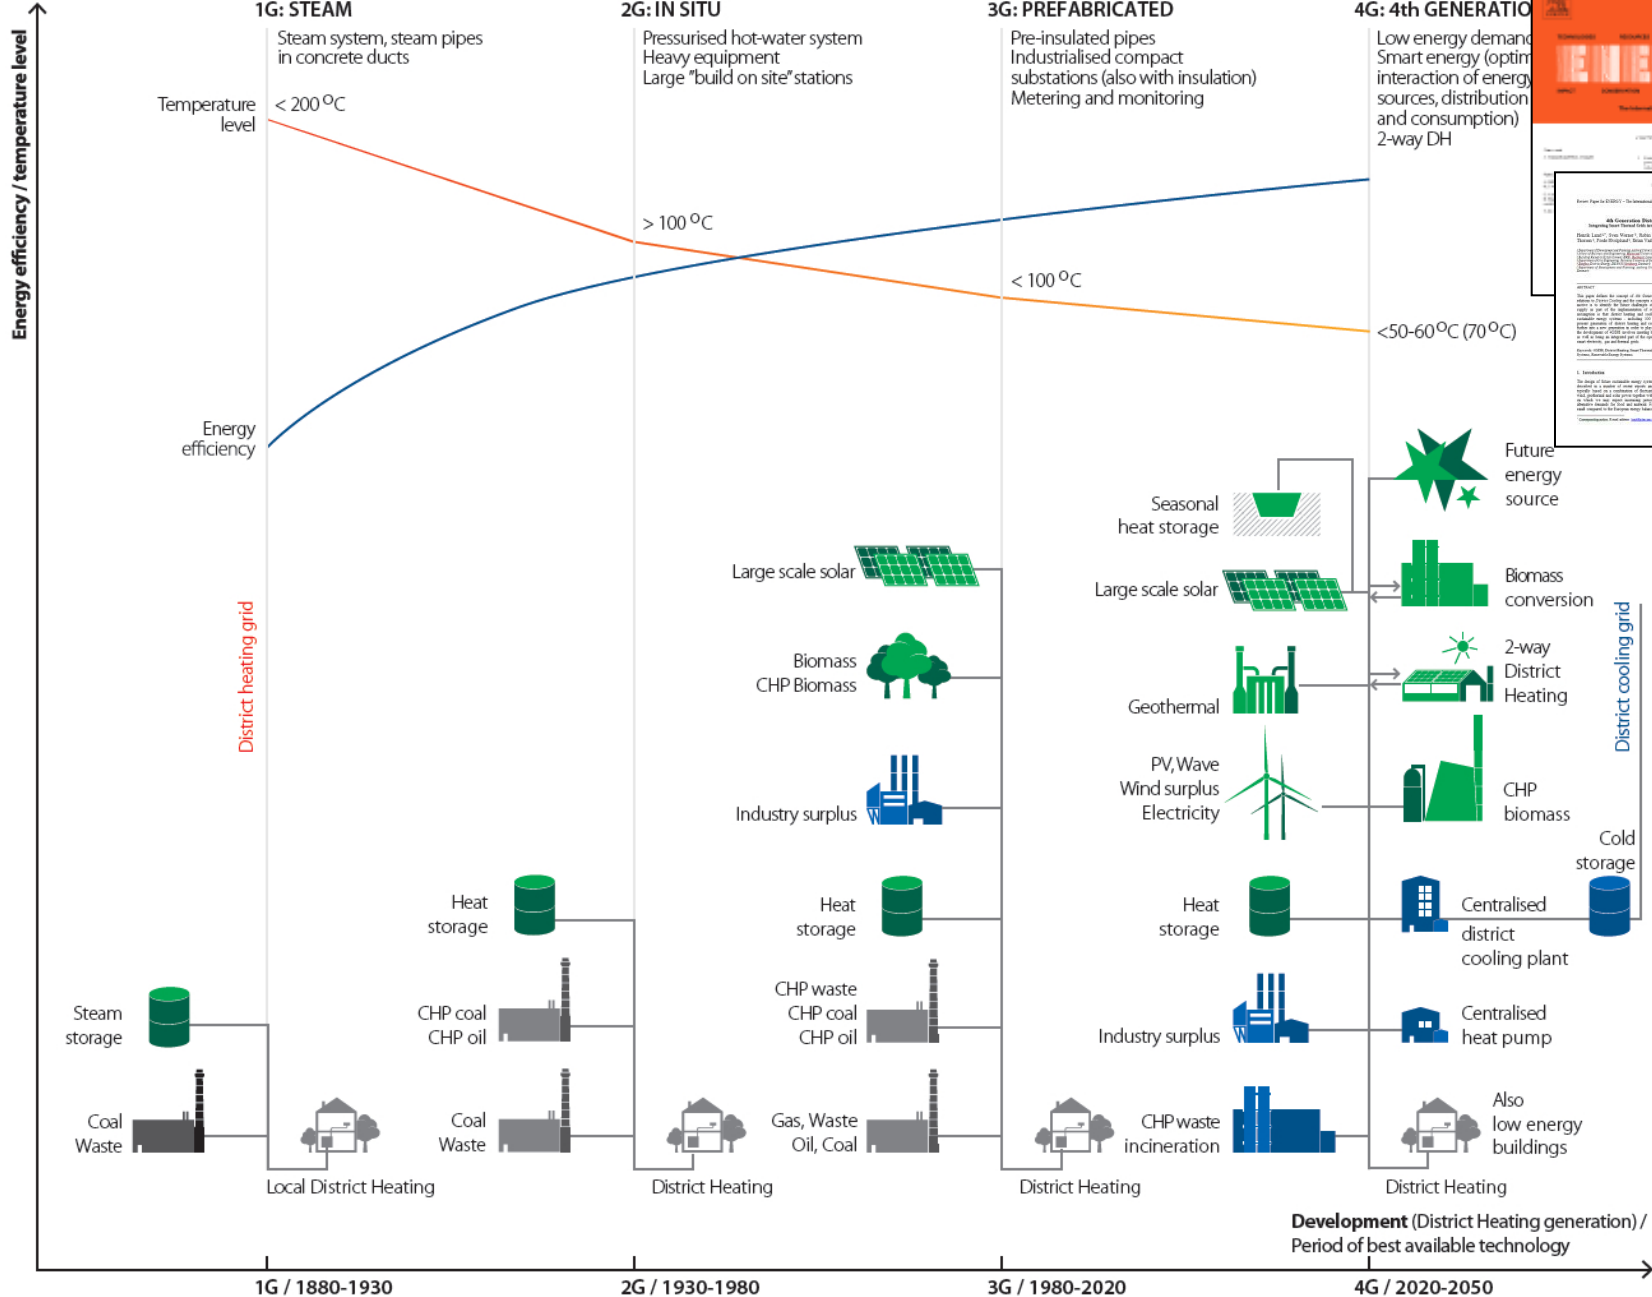 1G: STEAM
Steam system, steam pipes
in concrete ducts
2G: IN SITU
Pressurised hot-water system
Heavy equipment
Large "build on site" stations
3G: PREFABRICATED
Pre-insulated pipes
Industrialised compact
substations (also with insulation)
Metering and monitoring
4G: 4th GENERATIO
Low energy demand
Smart energy (optim
interaction of energy
sources, distribution
and consumption)
2-way DH
Energy efficiency / temperature level
Temperature
level
< 200 °C
> 100 °C
< 100 °C
<50-60°C (70°C)
Energy
efficiency
District heating grid
Steam
storage
Coal
Waste
Local District Heating
Heat
storage
CHP coal
CHP oil
Coal
Waste
District Heating
Large scale solar
Biomass
CHP Biomass
Industry surplus
Heat
storage
CHP waste
CHP coal
CHP oil
Gas, Waste
Oil, Coal
District Heating
Seasonal
heat storage
Large scale solar
Geothermal
PV, Wave
Wind surplus
Electricity
Heat
storage
Industry surplus
CHP waste
incineration
Future
energy
source
Biomass
conversion
2-way
District
Heating
CHP
biomass
Cold
storage
Centralised
district
cooling plant
Centralised
heat pump
Also
low energy
buildings
District Heating
District cooling grid
Development (District Heating generation) /
Period of best available technology
1G / 1880-1930
2G / 1930-1980
3G / 1980-2020
4G / 2020-2050